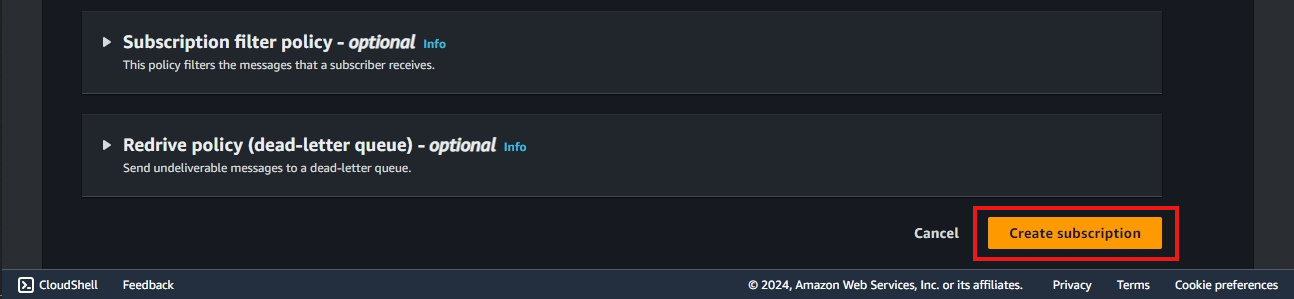 Subscription filter policy - optional Info
This policy filters the messages that a subscriber receives.
Redrive policy (dead-letter queue) - optional Info
Send undeliverable messages to a dead-letter queue.
Cancel Create subscription
CloudShell Feedback © 2024, Amazon Web Services, Inc. or its affiliates. Privacy Terms Cookie preferences